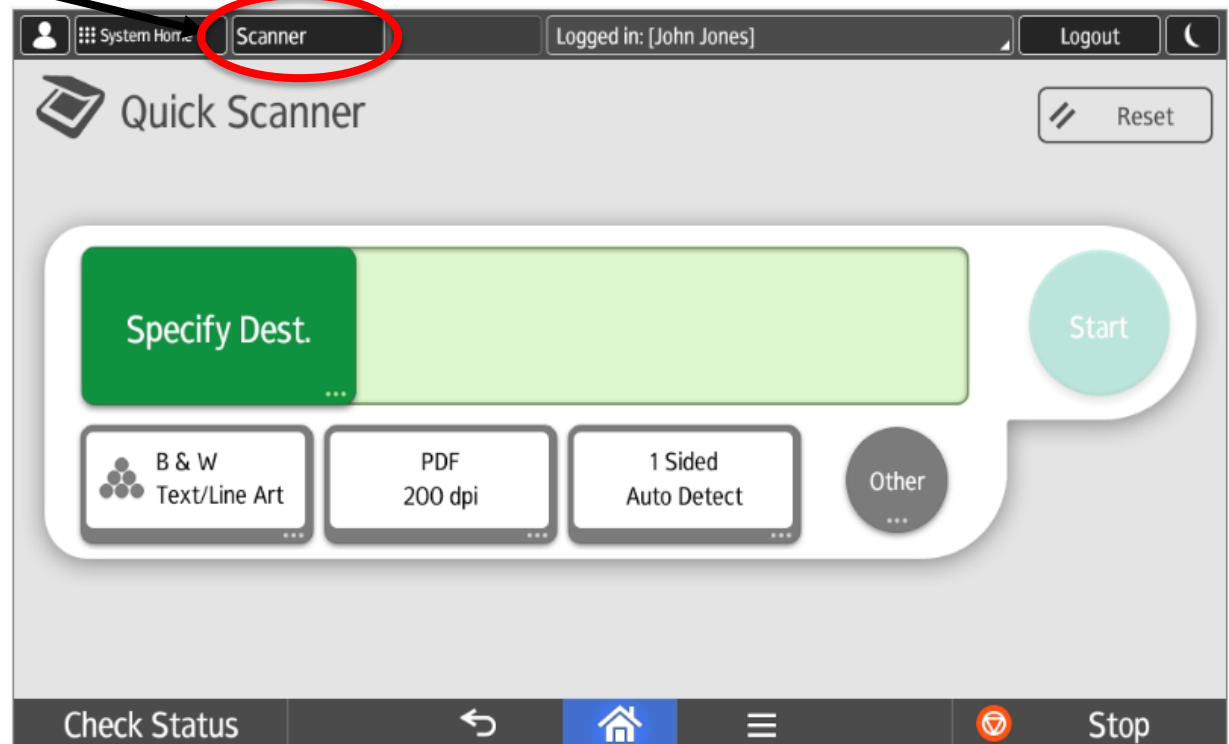 System Home
Scanner
Logged in: [John Jones]
Logout
Quick Scanner
Reset
Specify Dest.
Start
B & W
Text/Line Art
PDF
200 dpi
1 Sided
Auto Detect
Other
Check Status
Stop